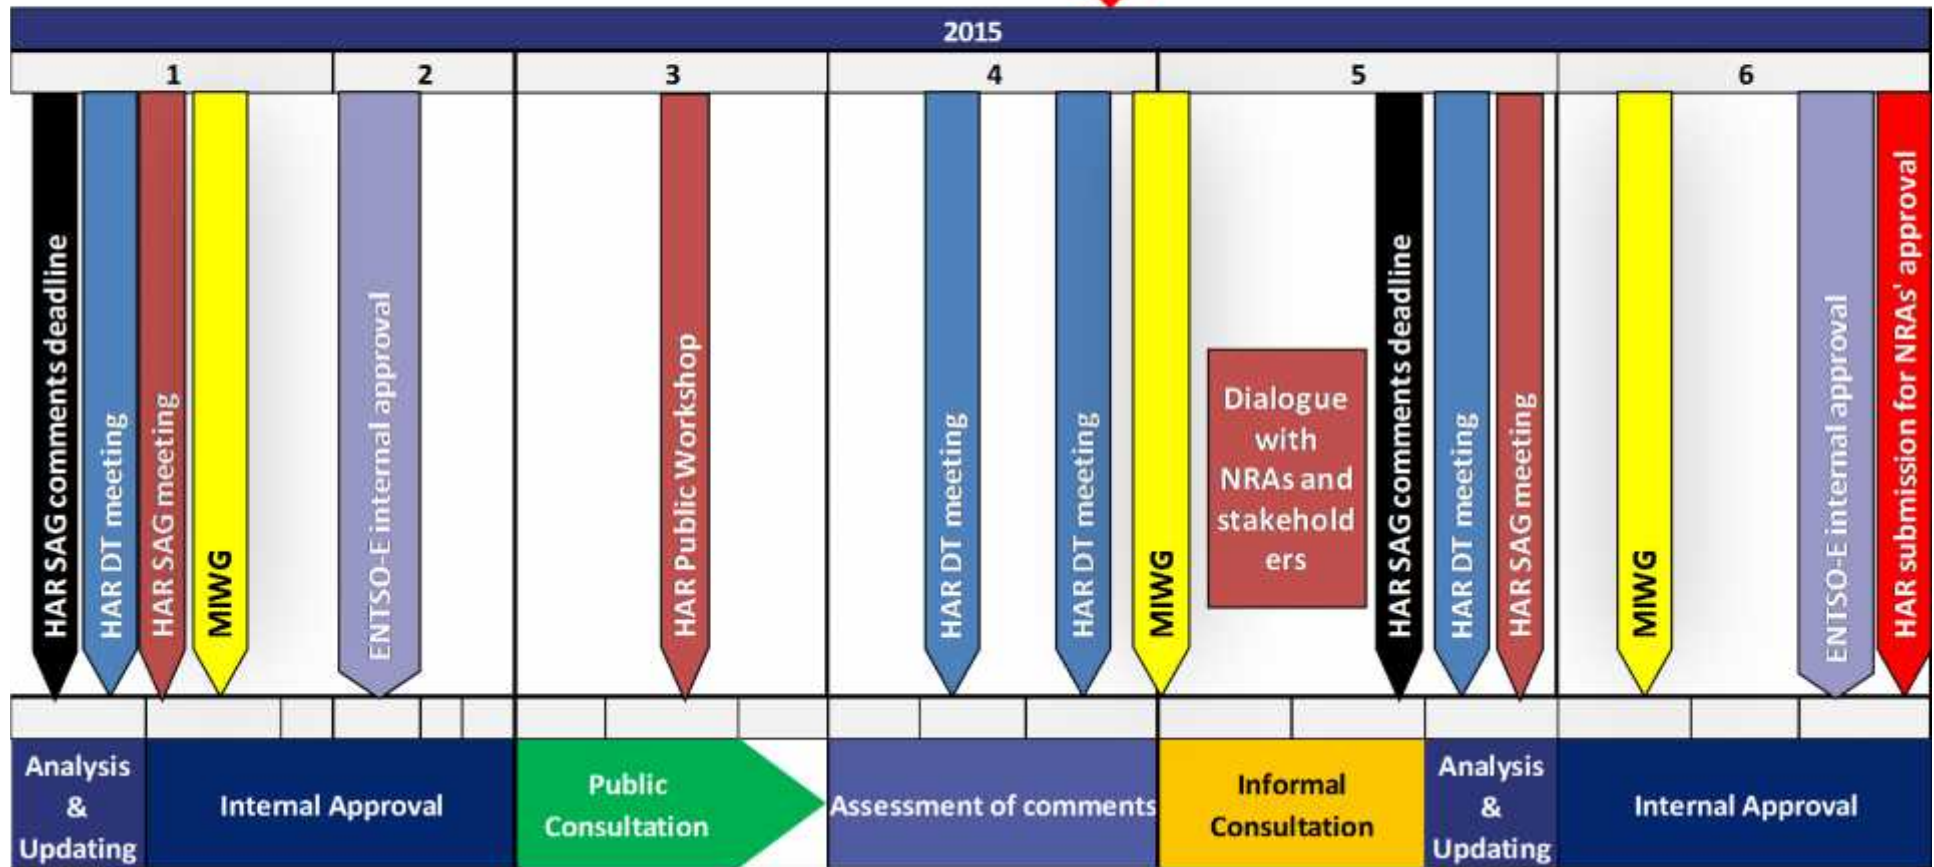 2015
1
2
3
4
5
6
HAR SAG comments deadline
HAR DT meeting
HAR SAG meeting
MIWG
ENTSO-E internal approval
HAR Public Workshop
HAR DT meeting
HAR DT meeting
MIWG
Dialogue
with
NRAs and
stakehold
ers
HAR SAG comments deadline
HAR DT meeting
HAR SAG meeting
MIWG
ENTSO-E internal approval
HAR submission for NRAs' approval
Analysis
&
Updating
Internal Approval
Public
Consultation
Assessment of comments
Informal
Consultation
Analysis
&
Updating
Internal Approval